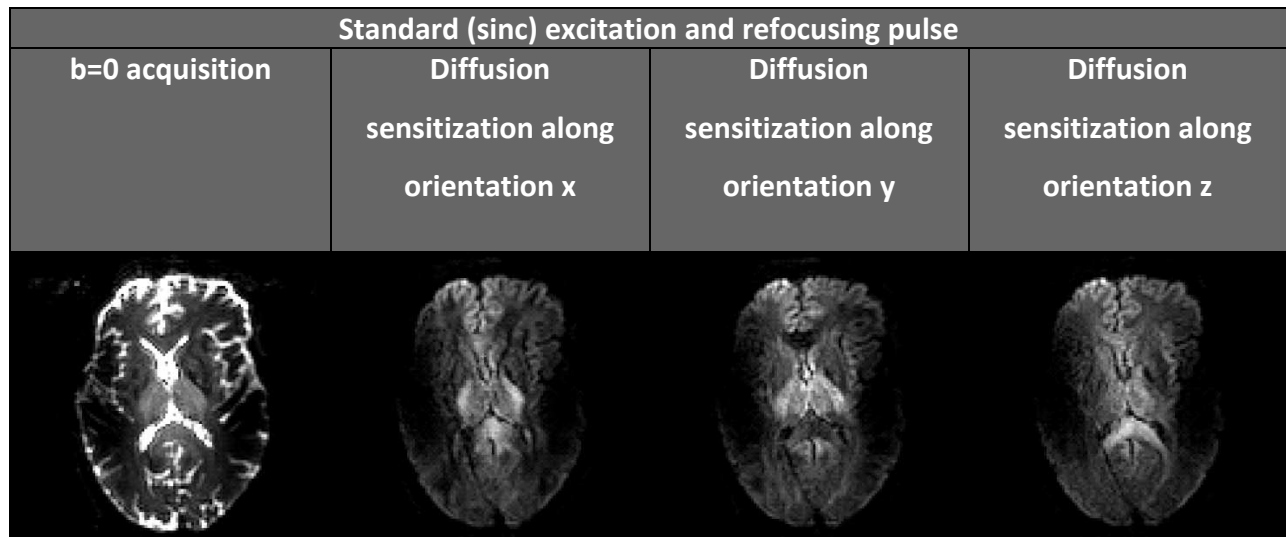 Standard (sinc) excitation and refocusing pulse
b=0 acquisition
Diffusion
sensitization along
orientation x
Diffusion
sensitization along
orientation y
Diffusion
sensitization along
orientation z